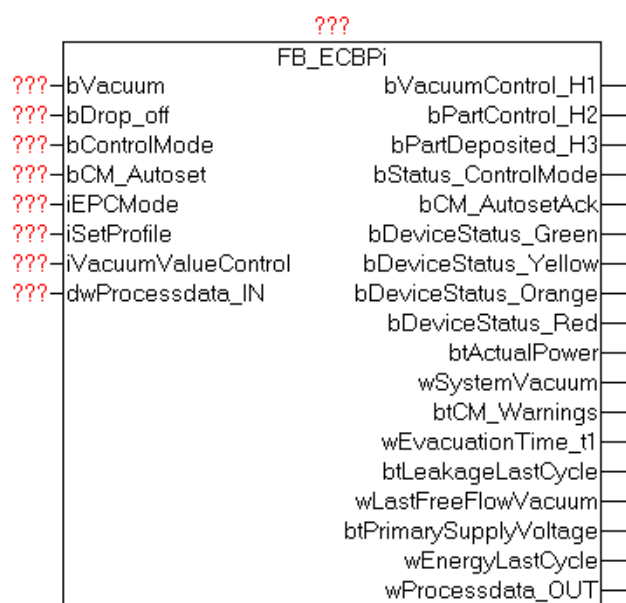 ???
FB_ECBPi
??? bVacuum bVacuumControl_H1
??? bDrop_off bPartControl_H2
??? bControlMode bPartDeposited_H3
??? bCM_Autoset bStatus_ControlMode
??? iEPCMode bCM_AutosetAck
??? iSetProfile bDeviceStatus_Green
??? iVacuumValueControl bDeviceStatus_Yellow
??? dwProcessdata_IN bDeviceStatus_Orange
bDeviceStatus_Red
btActualPower
wSystemVacuum
btCM_Warnings
wEvacuationTime_t1
btLeakageLastCycle
wLastFreeFlowVacuum
btPrimarySupplyVoltage
wEnergyLastCycle
wProcessdata_OUT